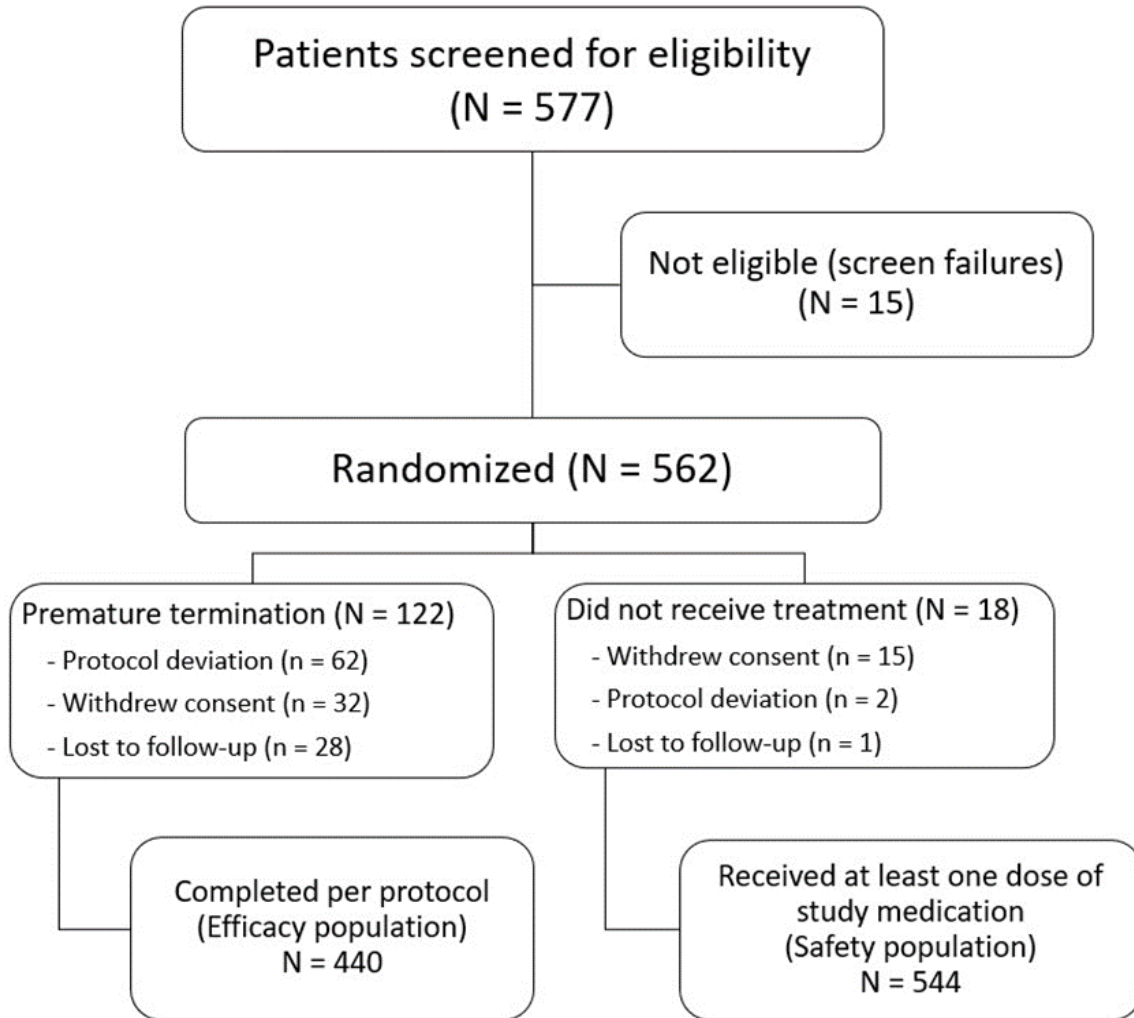 Patients screened for eligibility
(N = 577)
Not eligible (screen failures)
(N = 15)
Randomized (N = 562)
Premature termination (N = 122)
- Protocol deviation (n = 62)
- Withdrew consent (n = 32)
- Lost to follow-up (n = 28)
Did not receive treatment (N = 18)
- Withdrew consent (n = 15)
- Protocol deviation (n = 2)
- Lost to follow-up (n = 1)
Completed per protocol
(Efficacy population)
N = 440
Received at least one dose of
study medication
(Safety population)
N = 544